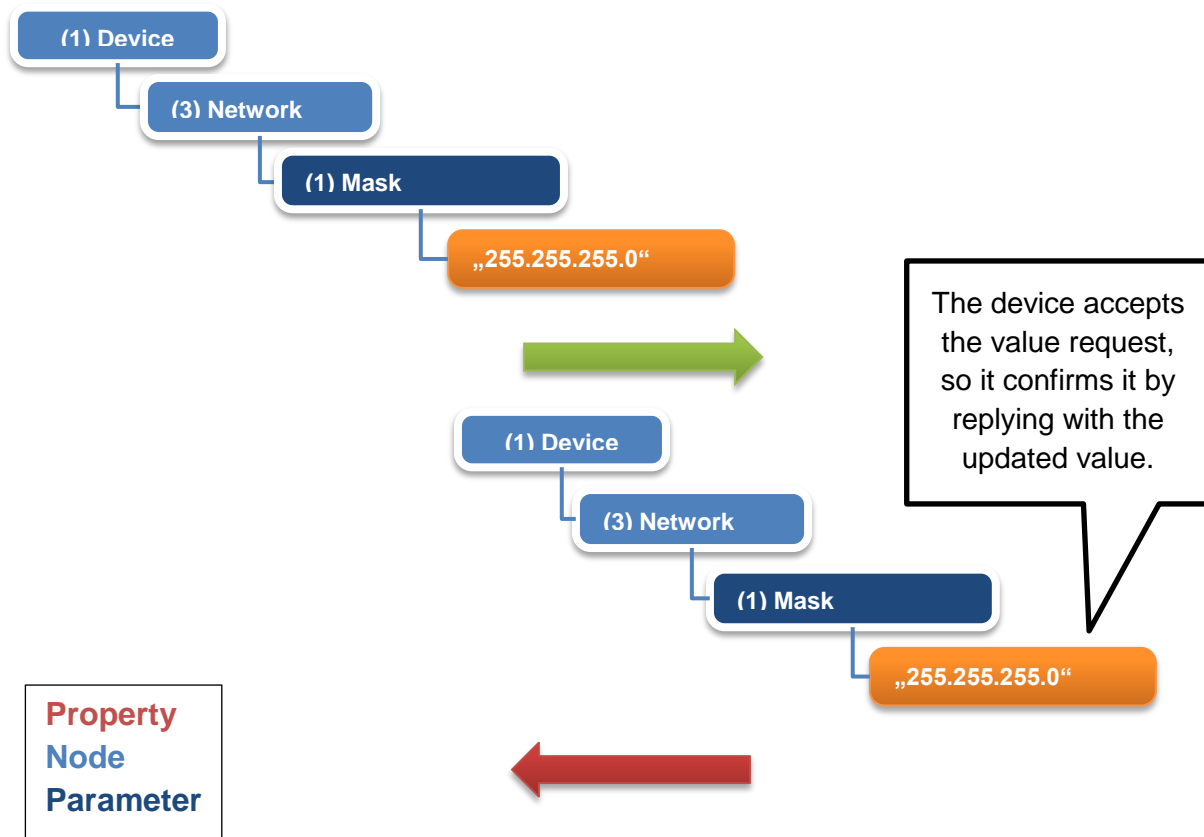 (1) Device
(3) Network
(1) Mask
„255.255.255.0“
The device accepts
the value request,
so it confirms it by
replying with the
updated value.
(1) Device
(3) Network
(1) Mask
„255.255.255.0“
Property
Node
Parameter